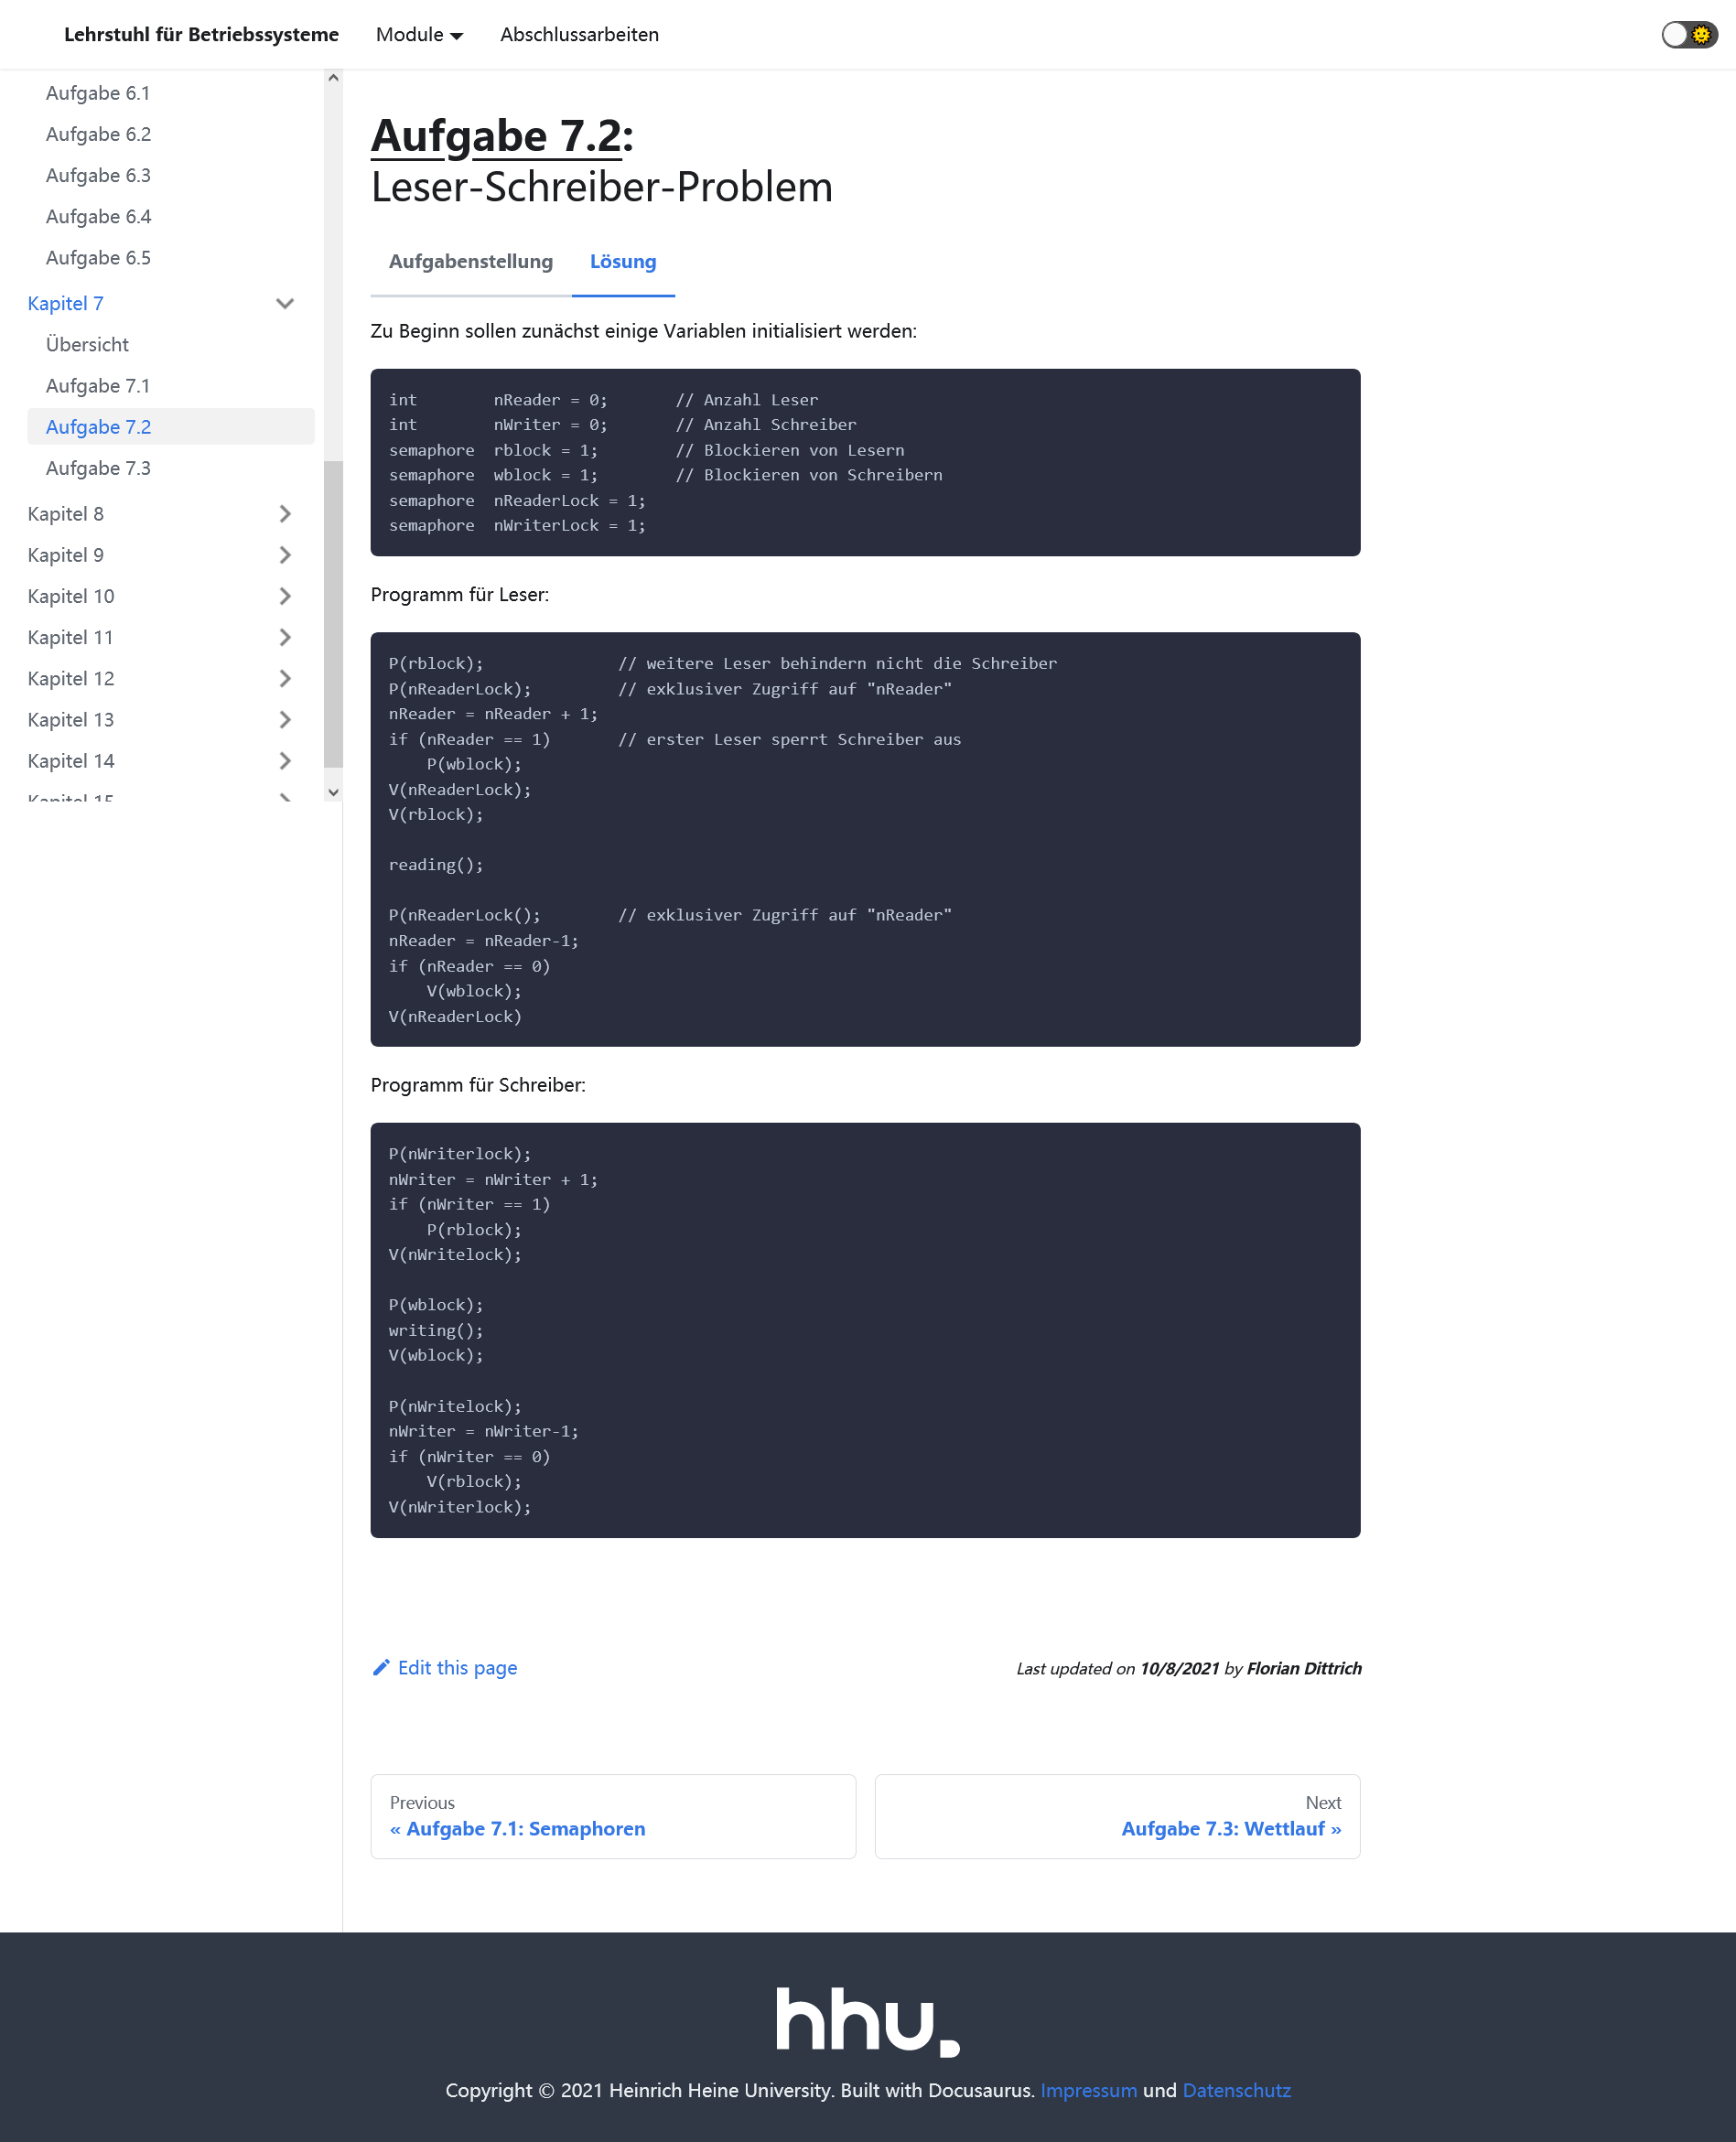 Lehrstuhl für Betriebssysteme Module Abschlussarbeiten
Aufgabe 6.1
Aufgabe 6.2
Aufgabe 6.3
Aufgabe 6.4
Aufgabe 6.5
Kapitel 7
Übersicht
Aufgabe 7.1
Aufgabe 7.2
Aufgabe 7.3
Kapitel 8
Kapitel 9
Kapitel 10
Kapitel 11
Kapitel 12
Kapitel 13
Kapitel 14
Kapitel 15
Aufgabe 7.2:
Leser-Schreiber-Problem
Aufgabenstellung Lösung
Zu Beginn sollen zunächst einige Variablen initialisiert werden:
int        nReader = 0;       // Anzahl Leser
int        nWriter = 0;       // Anzahl Schreiber
semaphore  rblock = 1;        // Blockieren von Lesern
semaphore  wblock = 1;        // Blockieren von Schreibern
semaphore  nReaderLock = 1;
semaphore  nWriterLock = 1;
Programm für Leser:
P(rblock);              // weitere Leser behindern nicht die Schreiber
P(nReaderLock);         // exklusiver Zugriff auf "nReader"
nReader = nReader + 1;
if (nReader == 1)       // erster Leser sperrt Schreiber aus
    P(wblock);
V(nReaderLock);
V(rblock);
reading();
P(nReaderLock();        // exklusiver Zugriff auf "nReader"
nReader = nReader-1;
if (nReader == 0)
    V(wblock);
V(nReaderLock)
Programm für Schreiber:
P(nWriterlock);
nWriter = nWriter + 1;
if (nWriter == 1)
    P(rblock);
V(nWritelock);
P(wblock);
writing();
V(wblock);
P(nWritelock);
nWriter = nWriter-1;
if (nWriter == 0)
    V(rblock);
V(nWriterlock);
Edit this page
Last updated on 10/8/2021 by Florian Dittrich
Previous
« Aufgabe 7.1: Semaphoren
Next
Aufgabe 7.3: Wettlauf »
hhu.
Copyright © 2021 Heinrich Heine University. Built with Docusaurus. Impressum und Datenschutz